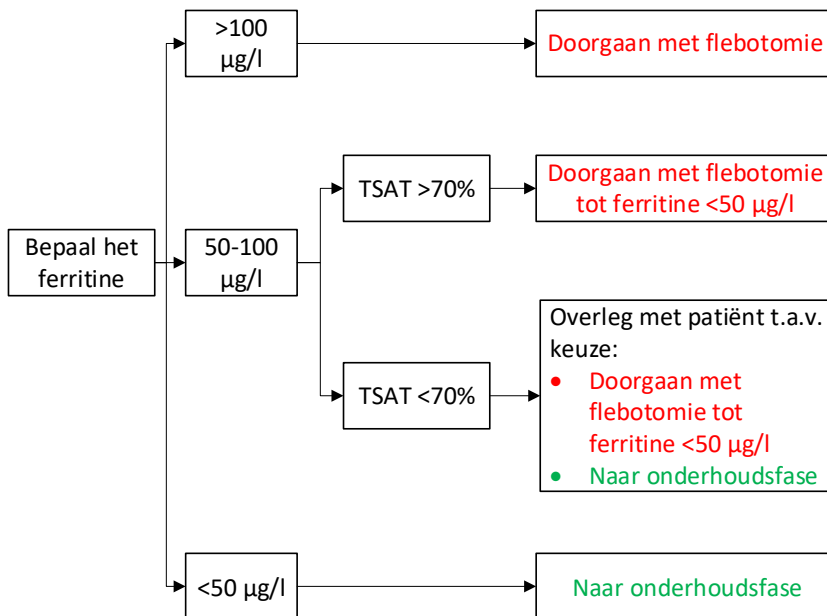 >100
µg/l
Doorgaan met flebotomie
TSAT >70%
Doorgaan met flebotomie
tot ferritine <50 µg/l
Bepaal het
ferritine
50-100
µg/l
Overleg met patiënt t.a.v.
keuze:
• Doorgaan met
flebotomie tot
ferritine <50 µg/l
• Naar onderhoudsfase
TSAT <70%
<50 µg/l
Naar onderhoudsfase